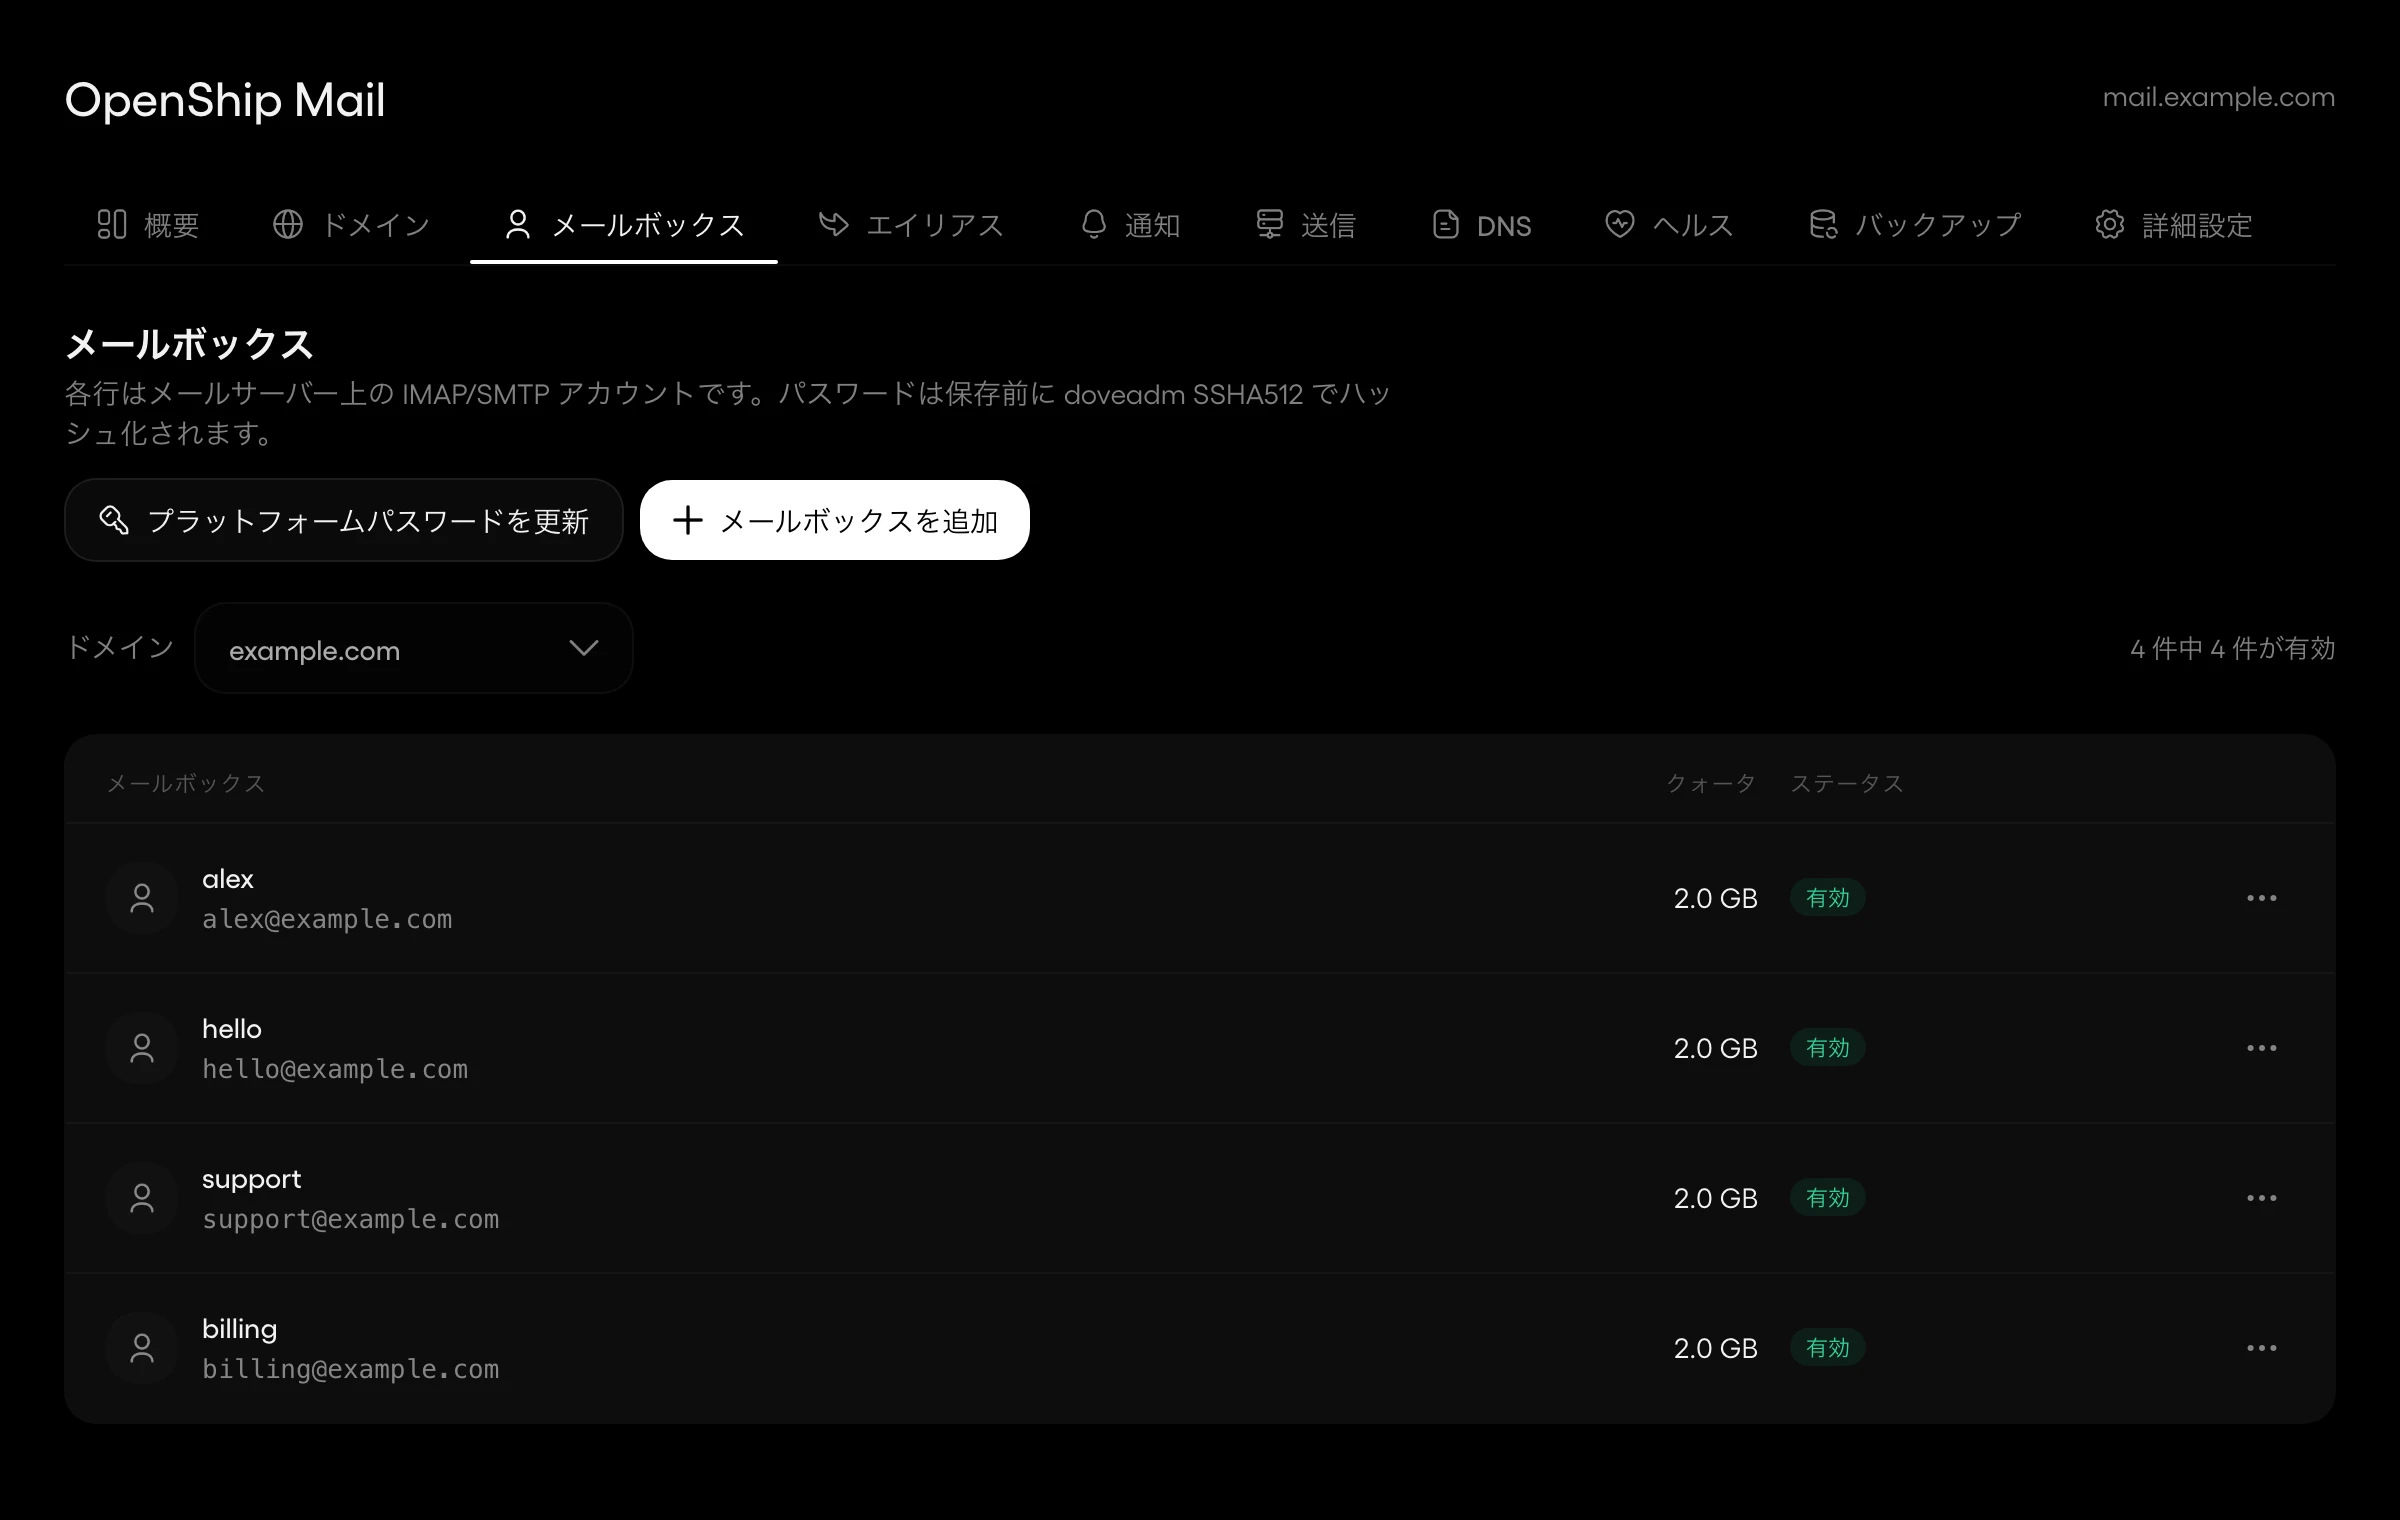 OpenShip Mail
mail.example.com
概要
ドメイン
メールボックス
エイリアス
通知
送信
DNS
ヘルス
バックアップ
詳細設定
メールボックス
各行はメールサーバー上の IMAP/SMTP アカウントです。パスワードは保存前に doveadm SSHA512 でハッ
シュ化されます。
プラットフォームパスワードを更新
メールボックスを追加
ドメイン
example.com
4 件中 4 件が有効
メールボックス
クォータ
ステータス
alex
alex@example.com
2.0 GB
有効
hello
hello@example.com
2.0 GB
有効
support
support@example.com
2.0 GB
有効
billing
billing@example.com
2.0 GB
有効